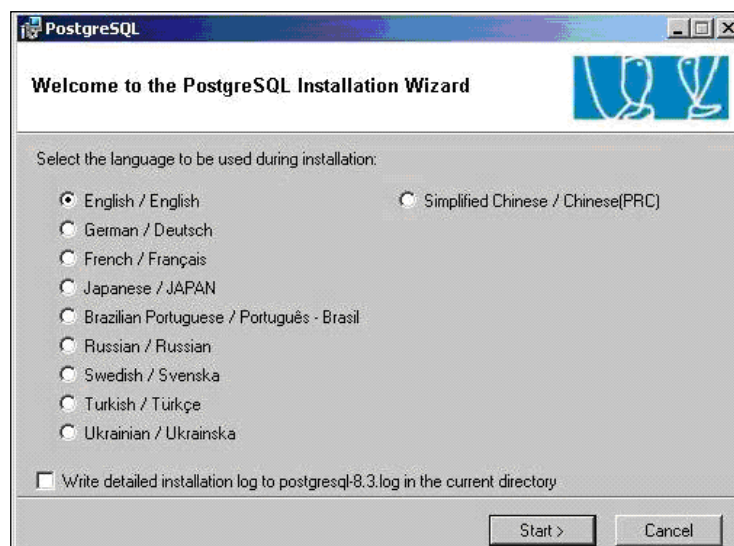 PostgreSQL
Welcome to the PostgreSQL Installation Wizard
Select the language to be used during installation:
English / English
German / Deutsch
French / Français
Japanese / JAPAN
Brazilian Portuguese / Português - Brasil
Russian / Russian
Swedish / Svenska
Turkish / Türkçe
Ukrainian / Ukrainska
Simplified Chinese / Chinese(PRC)
Write detailed installation log to postgresql-8.3.log in the current directory
Start >
Cancel